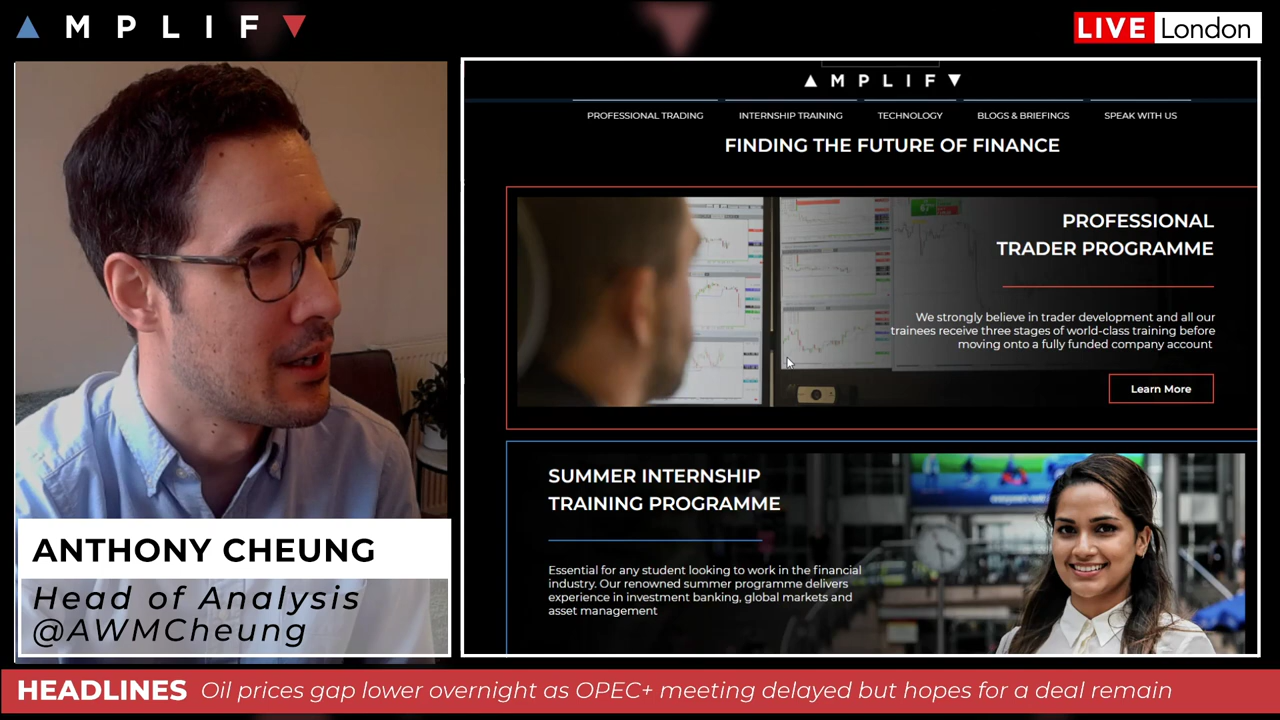 ▲ M P L I F ▼
LIVE London
▲ M P L I F ▼
PROFESSIONAL TRADING
INTERNSHIP TRAINING
TECHNOLOGY
BLOGS & BRIEFINGS
SPEAK WITH US
FINDING THE FUTURE OF FINANCE
PROFESSIONAL
TRADER PROGRAMME
We strongly believe in trader development and all our
trainees receive three stages of world-class training before
moving onto a fully funded company account
Learn More
SUMMER INTERNSHIP
TRAINING PROGRAMME
Essential for any student looking to work in the financial
industry. Our renowned summer programme delivers
experience in investment banking, global markets and
asset management
ANTHONY CHEUNG
Head of Analysis
@AWMCheung
HEADLINES Oil prices gap lower overnight as OPEC+ meeting delayed but hopes for a deal remain